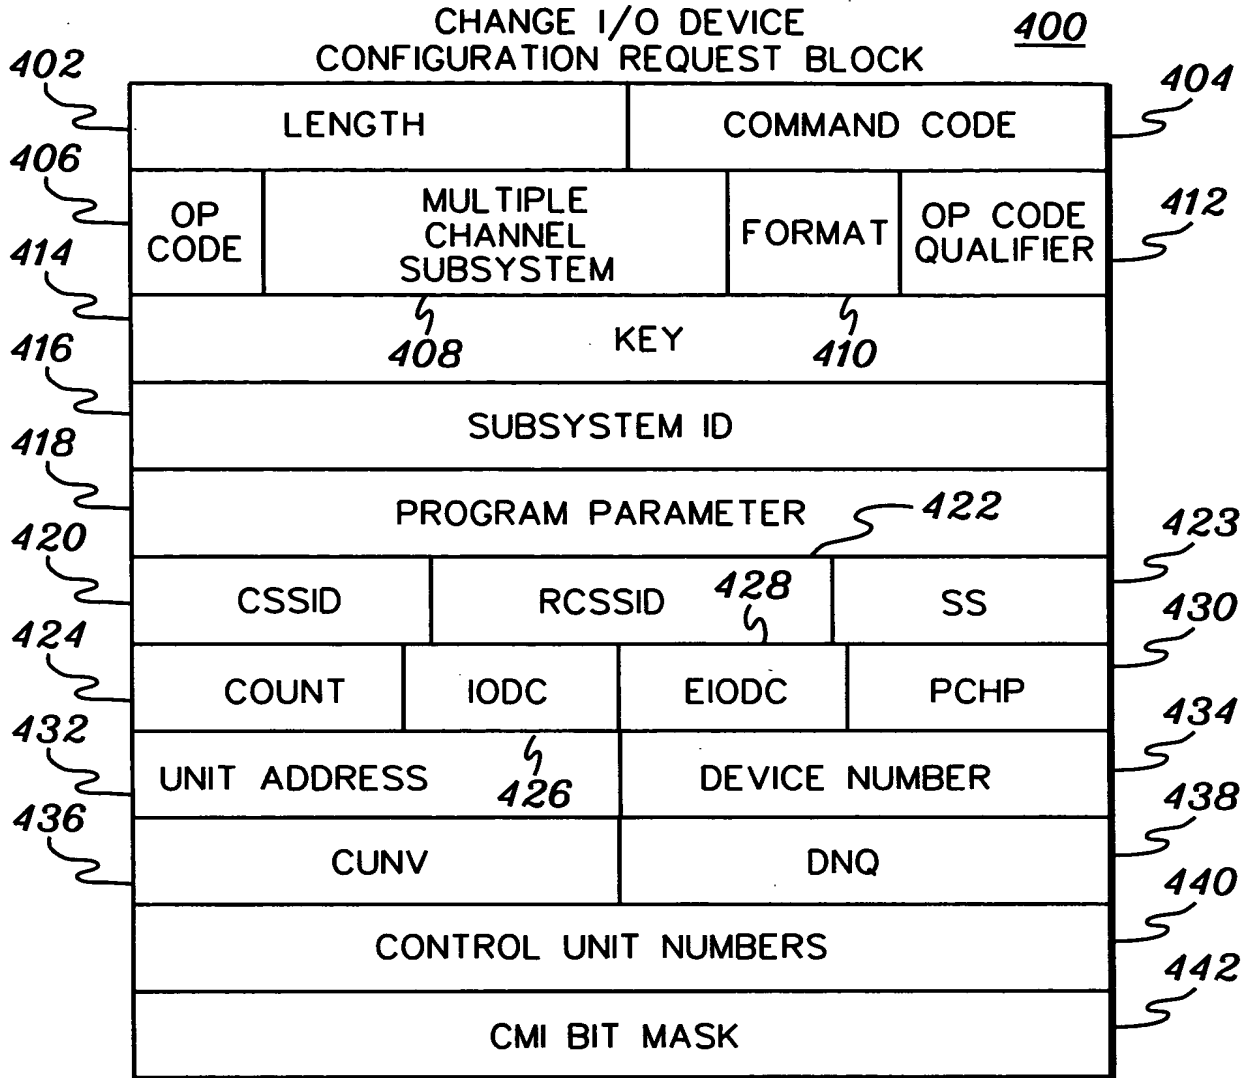 CHANGE I/O DEVICE
CONFIGURATION REQUEST BLOCK
400
402
LENGTH
COMMAND CODE
404
406
OP
CODE
MULTIPLE
CHANNEL
SUBSYSTEM
FORMAT
OP CODE
QUALIFIER
412
414
408
KEY
410
416
SUBSYSTEM ID
418
PROGRAM PARAMETER
422
420
CSSID
RCSSID
428
SS
423
424
COUNT
IODC
EIODC
PCHP
430
432
UNIT ADDRESS
426
DEVICE NUMBER
434
436
CUNV
DNQ
438
CONTROL UNIT NUMBERS
440
CMI BIT MASK
442